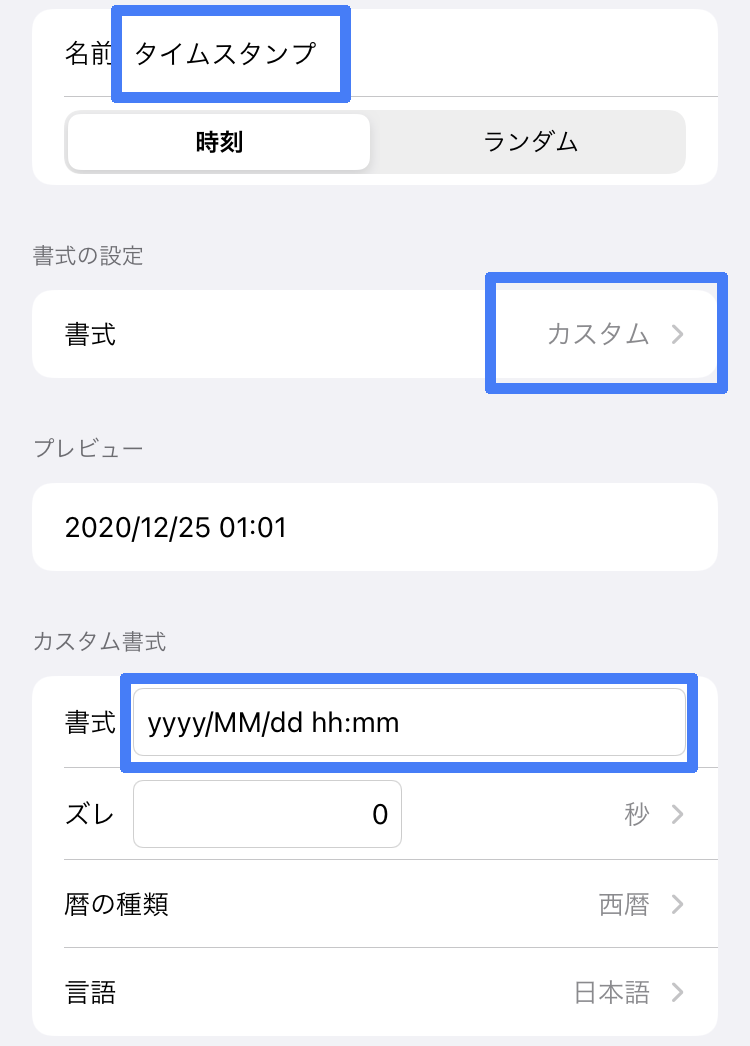 名前 タイムスタンプ
時刻 ランダム
書式の設定
書式 カスタム
プレビュー
2020/12/25 01:01
カスタム書式
書式 yyyy/MM/dd hh:mm
ズレ 0 秒
暦の種類 西暦
言語 日本語